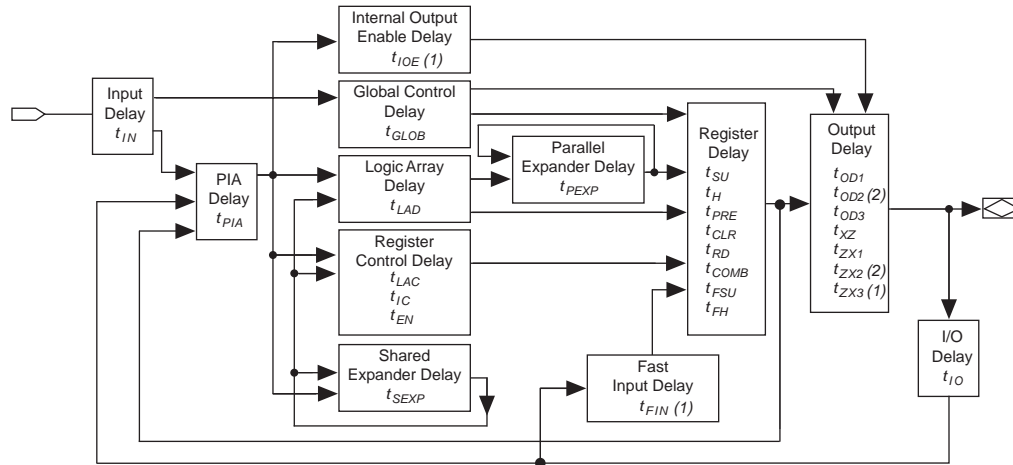 Internal Output
Enable Delay
tIOE (1)
Input
Delay
tIN
Global Control
Delay
tGLOB
Register
Delay
tSU
tH
tPRE
tCLR
tRD
tCOMB
tFSU
tFH
Output
Delay
tOD1
tOD2 (2)
tOD3
tXZ
tZX1
tZX2 (2)
tZX3 (1)
PIA
Delay
tPIA
Logic Array
Delay
tLAD
Parallel
Expander Delay
tPEXP
Register
Control Delay
tLAC
tIC
tEN
I/O
Delay
tIO
Shared
Expander Delay
tSEXP
Fast
Input Delay
tFIN (1)